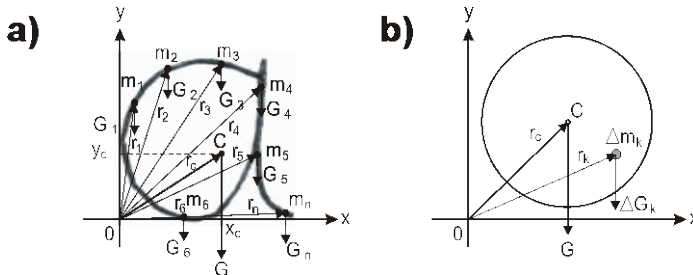 a)
y
m1
m2
m3
m4
m5
m6
mn
G1
G2
G3
G4
G5
G6
Gn
r1
r2
r3
r4
r5
r6
rn
rc
C
yc
xc
0
x
G
b)
y
C
rc
rk
Δmk
ΔGk
0
G
x